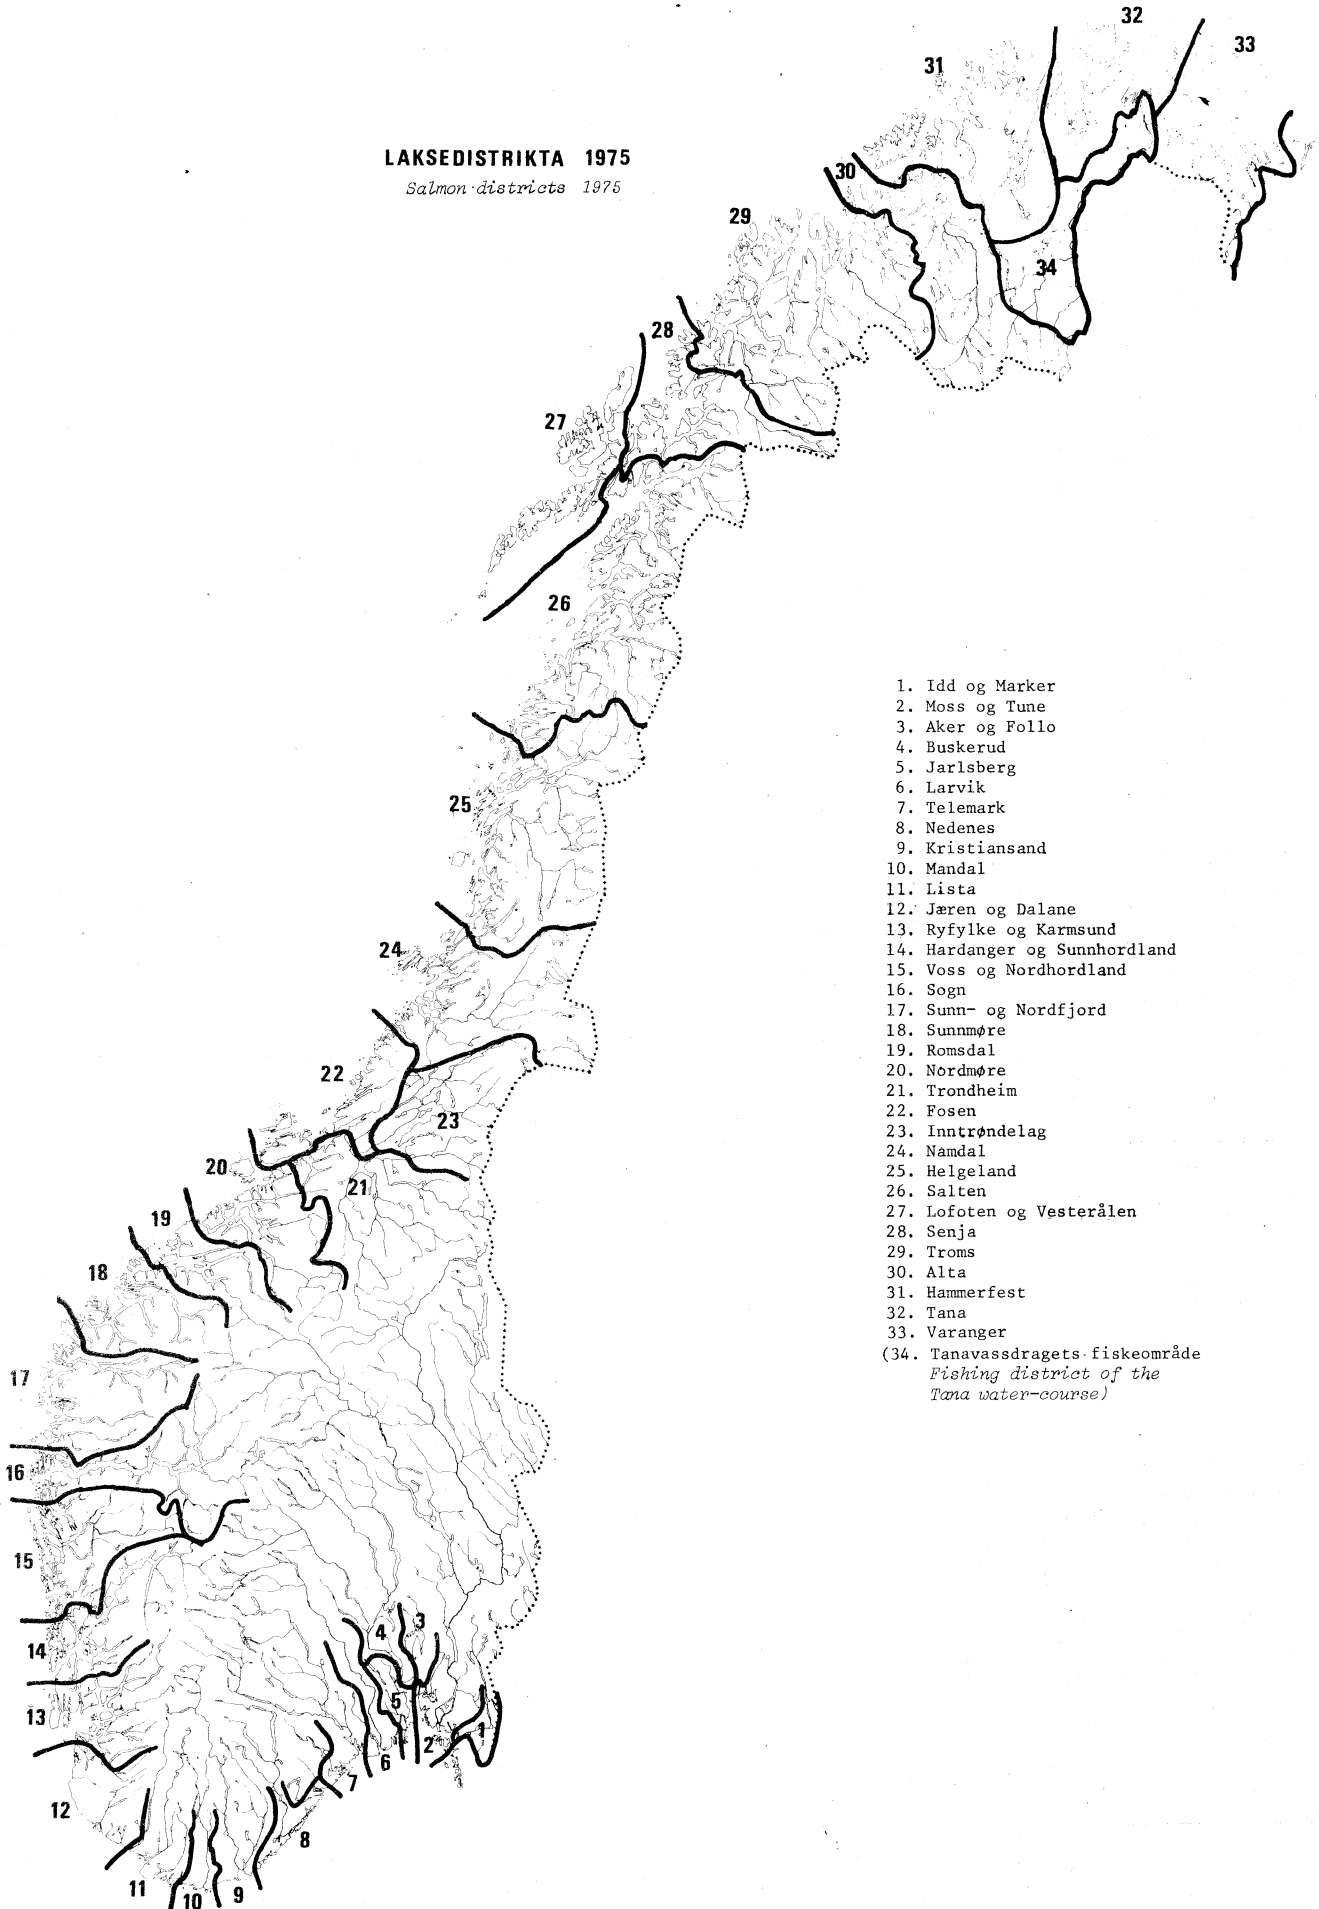 LAKSEDISTRIKTA 1975
Salmon districts 1975
32
33
31
30
29
34
28
27
26
25
24
22
23
20
21
19
18
17
16
15
14
13
12
11
10
9
8
7
6
5
4
3
2
1
1. Idd og Marker
2. Moss og Tune
3. Aker og Follo
4. Buskerud
5. Jarlsberg
6. Larvik
7. Telemark
8. Nedenes
9. Kristiansand
10. Mandal
11. Lista
12. Jæren og Dalane
13. Ryfylke og Karmsund
14. Hardanger og Sunnhordland
15. Voss og Nordhordland
16. Sogn
17. Sunn- og Nordfjord
18. Sunnmøre
19. Romsdal
20. Nordmøre
21. Trondheim
22. Fosen
23. Inntrøndelag
24. Namdal
25. Helgeland
26. Salten
27. Lofoten og Vesterålen
28. Senja
29. Troms
30. Alta
31. Hammerfest
32. Tana
33. Varanger
(34. Tanavassdragets fiskeområde
Fishing district of the
Tana water-course)